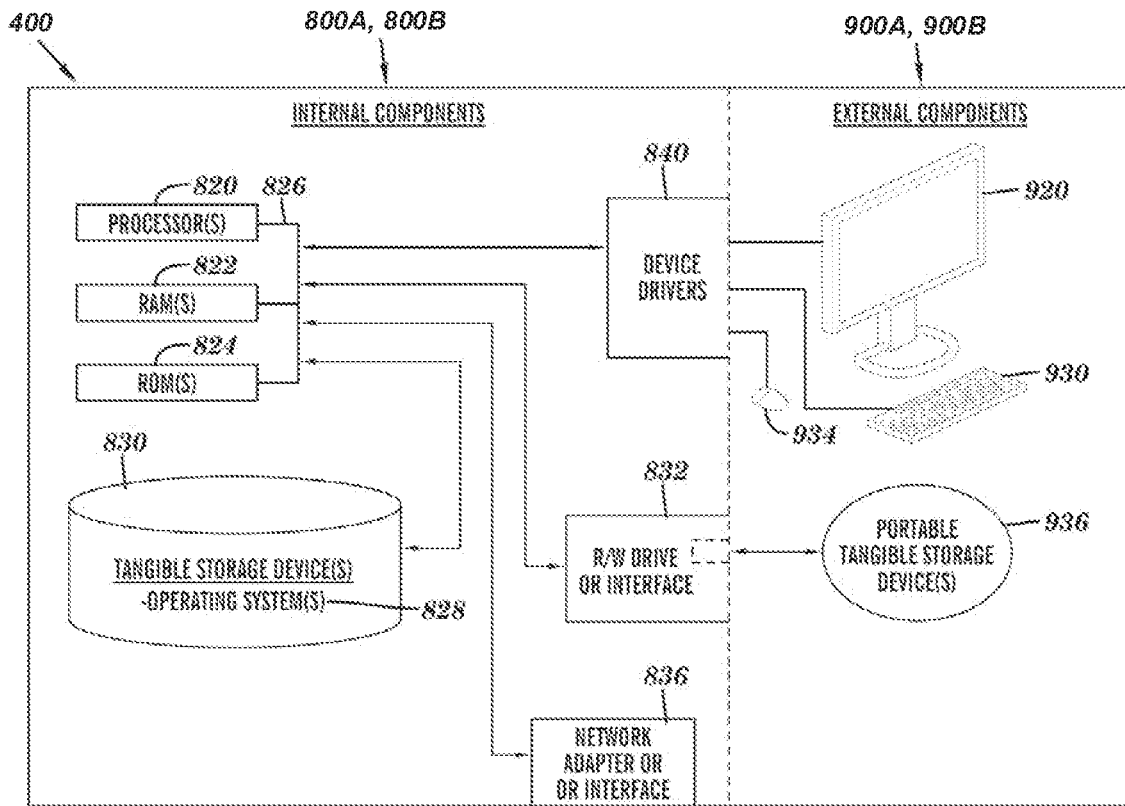 400
800A, 800B
900A, 900B
INTERNAL COMPONENTS
EXTERNAL COMPONENTS
820
826
PROCESSOR(S)
822
RAM(S)
824
ROM(S)
840
DEVICE
DRIVERS
920
930
934
830
TANGIBLE STORAGE DEVICE(S)
-OPERATING SYSTEM(S)
828
832
R/W DRIVE
OR INTERFACE
PORTABLE
TANGIBLE STORAGE
DEVICE(S)
936
836
NETWORK
ADAPTER OR
OR INTERFACE